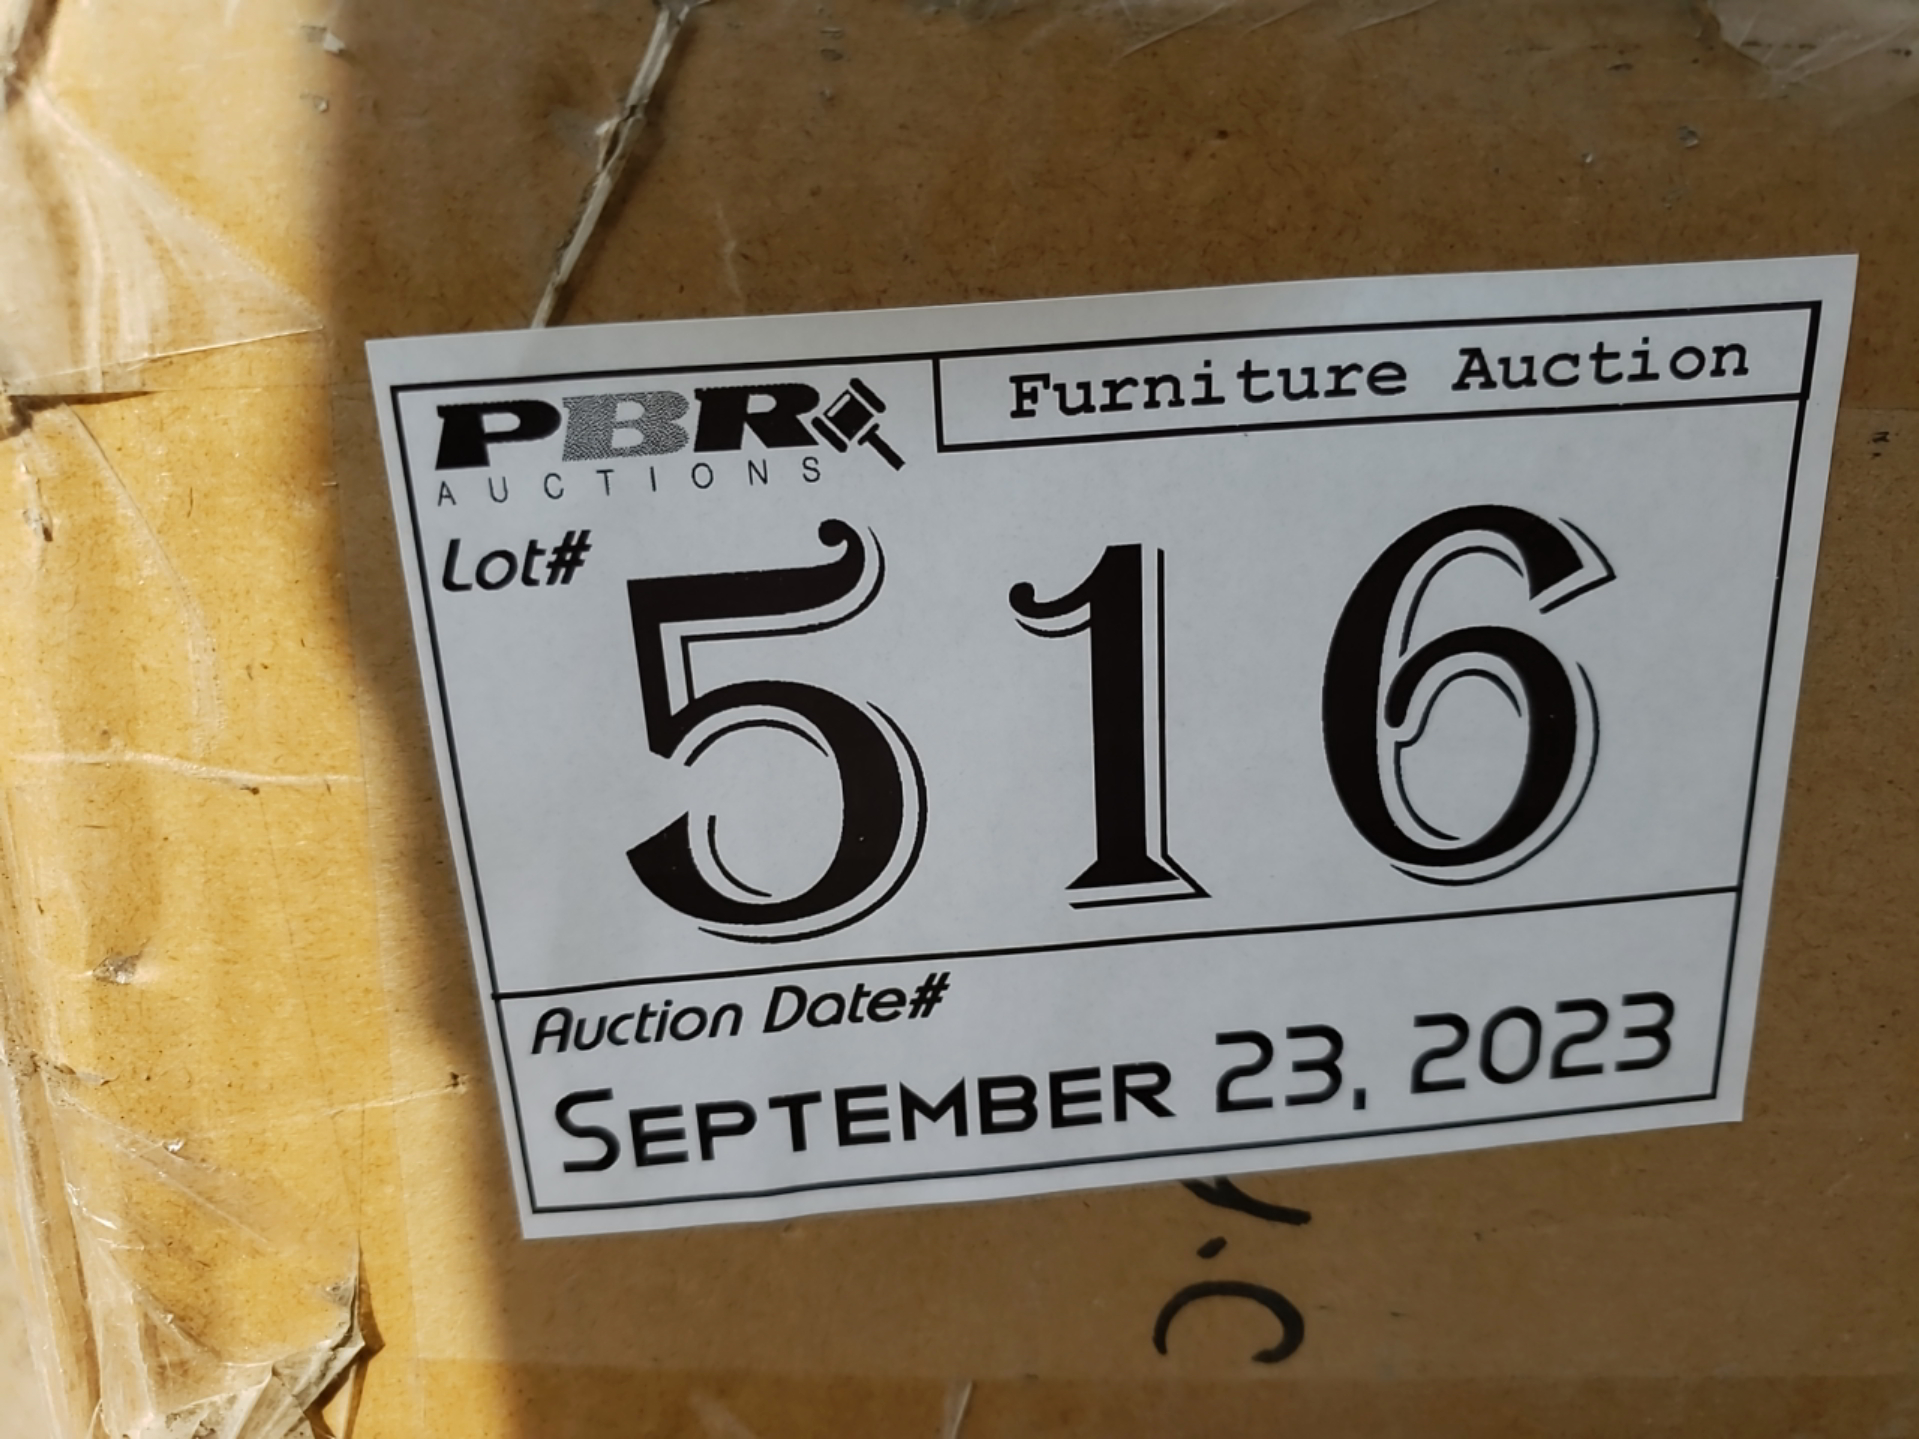 PBR
AUCTIONS
Furniture Auction
Lot#
516
Auction Date#
SEPTEMBER 23, 2023